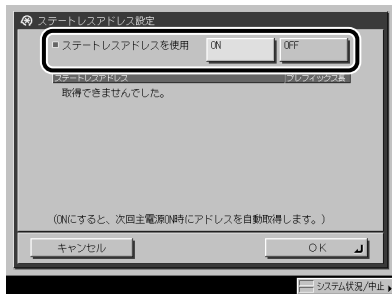 ステートレスアドレス設定
■ ステートレスアドレスを使用 ON OFF
ステートレスアドレス プレフィックス長
取得できませんでした。
(ONにすると、次回主電源ON時にアドレスを自動取得します。)
キャンセル OK
システム状況/中止